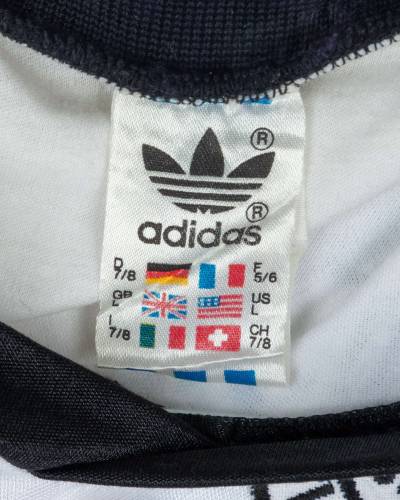 ®
®
adidas
D F
7/8 5/6
GB US
L L
I CH
7/8 7/8